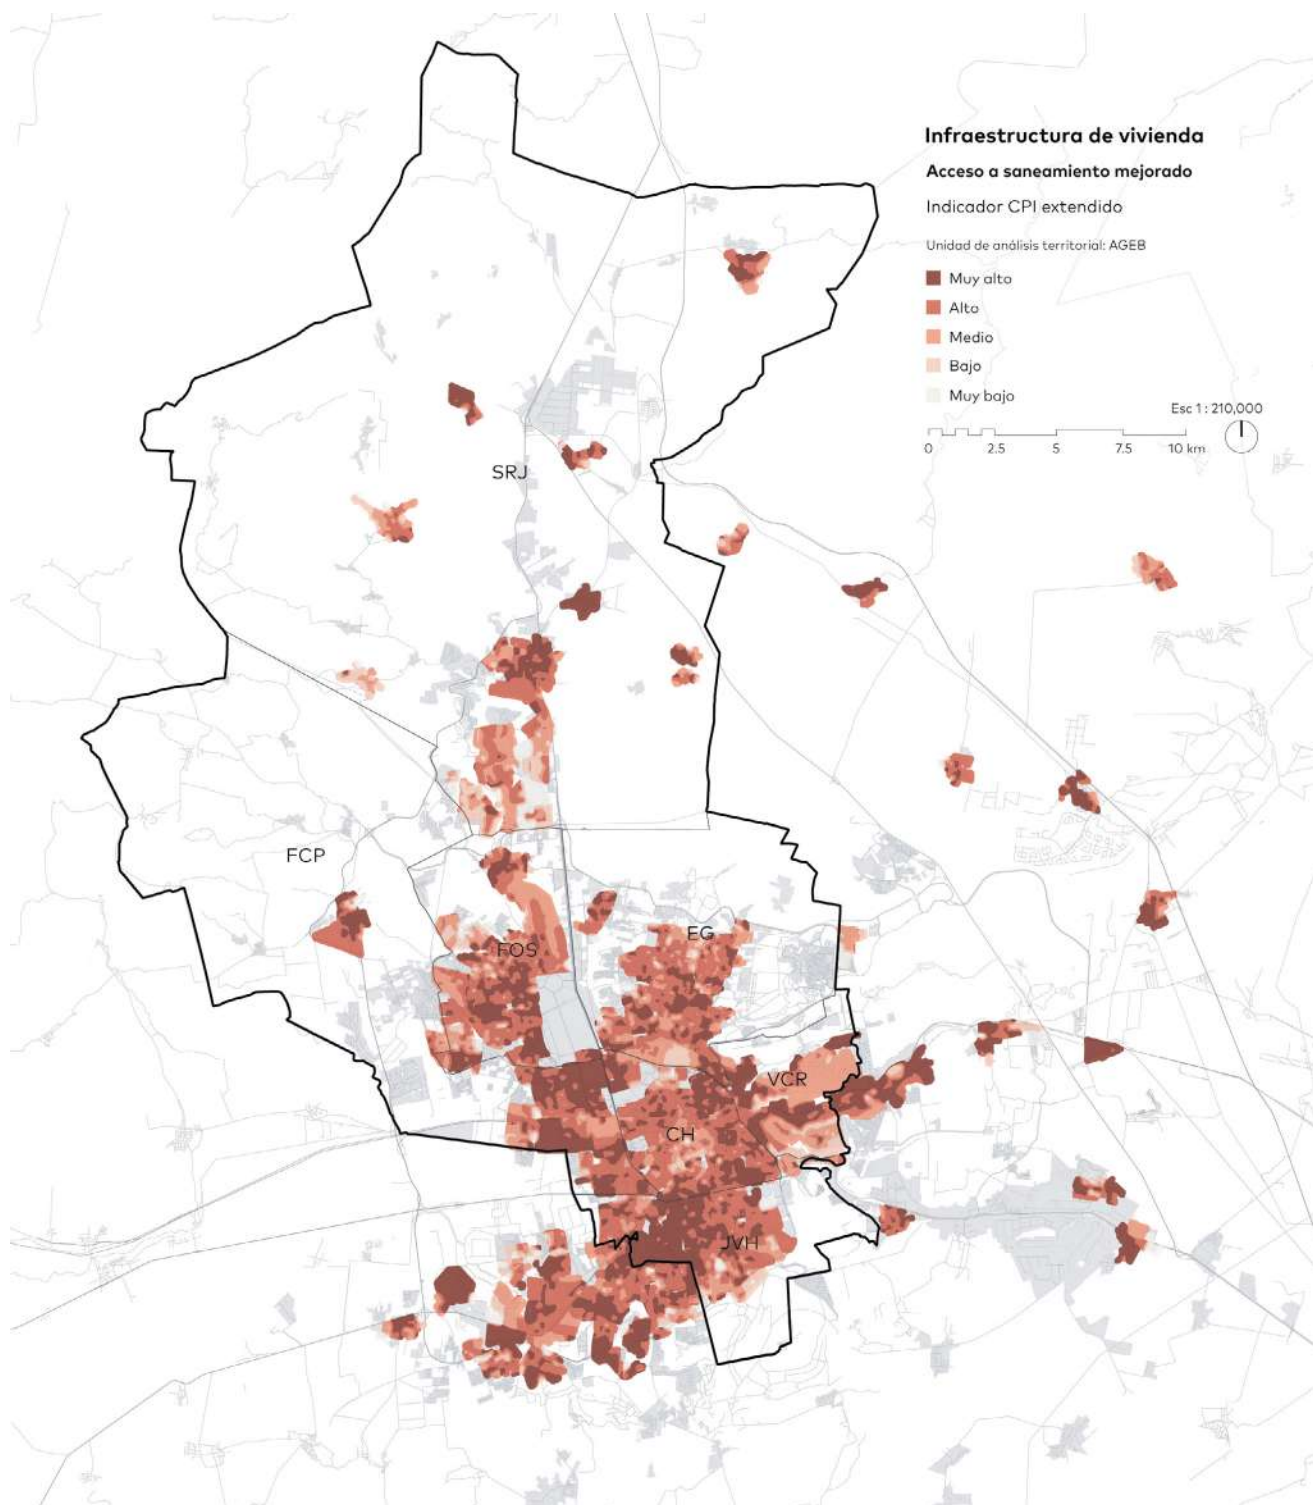 Infraestructura de vivienda
Acceso a saneamiento mejorado
Indicador CPI extendido
Unidad de análisis territorial: AGEB
Muy alto
Alto
Medio
Bajo
Muy bajo
Esc 1 : 210,000
0 2.5 5 7.5 10 km
SRJ
FCP
FOS
EG
VCR
CH
JVH